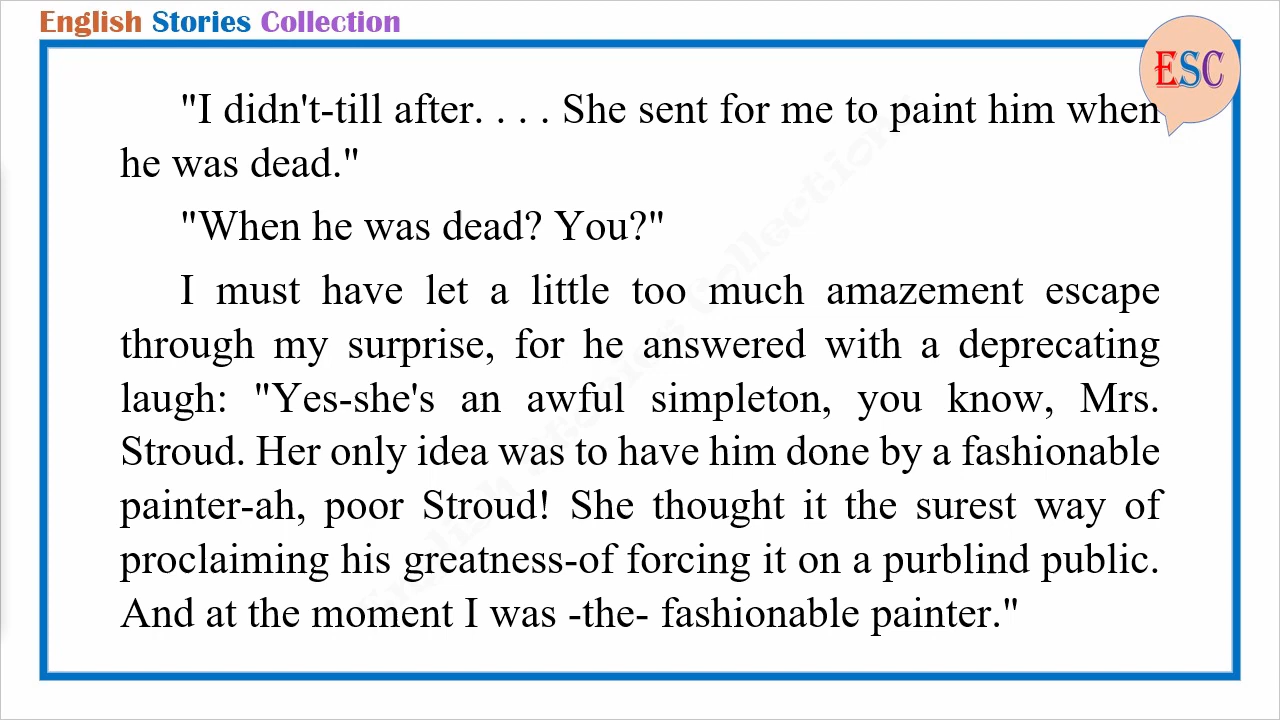 English Stories Collection
ESC
"I didn't-till after. . . . She sent for me to paint him when
he was dead."
"When he was dead? You?"
I must have let a little too much amazement escape
through my surprise, for he answered with a deprecating
laugh: "Yes-she's an awful simpleton, you know, Mrs.
Stroud. Her only idea was to have him done by a fashionable
painter-ah, poor Stroud! She thought it the surest way of
proclaiming his greatness-of forcing it on a purblind public.
And at the moment I was -the- fashionable painter."
English Stories Collection